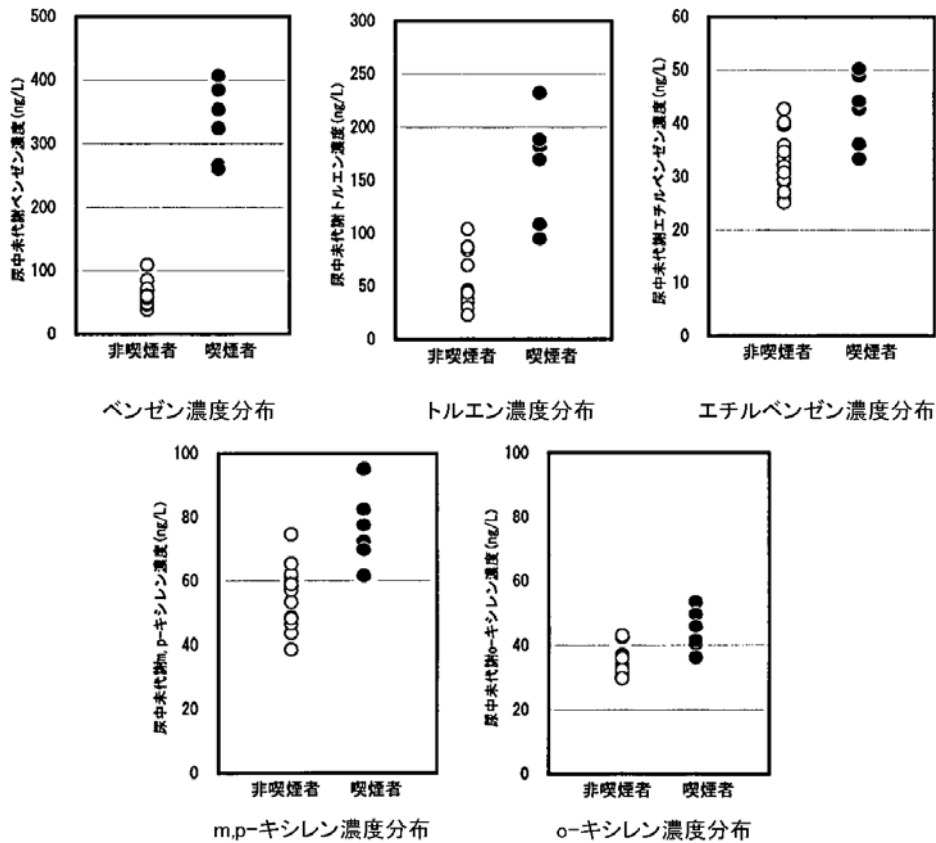 尿中未代謝ベンゼン濃度(ng/L)
500
400
300
200
100
0
非喫煙者
喫煙者
ベンゼン濃度分布
尿中未代謝トルエン濃度(ng/L)
300
250
200
150
100
50
0
非喫煙者
喫煙者
トルエン濃度分布
尿中未代謝エチルベンゼン濃度(ng/L)
60
50
40
30
20
10
0
非喫煙者
喫煙者
エチルベンゼン濃度分布
尿中未代謝m,p-キシレン濃度(ng/L)
100
80
60
40
20
0
非喫煙者
喫煙者
m,p-キシレン濃度分布
尿中未代謝o-キシレン濃度(ng/L)
100
80
60
40
20
0
非喫煙者
喫煙者
o-キシレン濃度分布